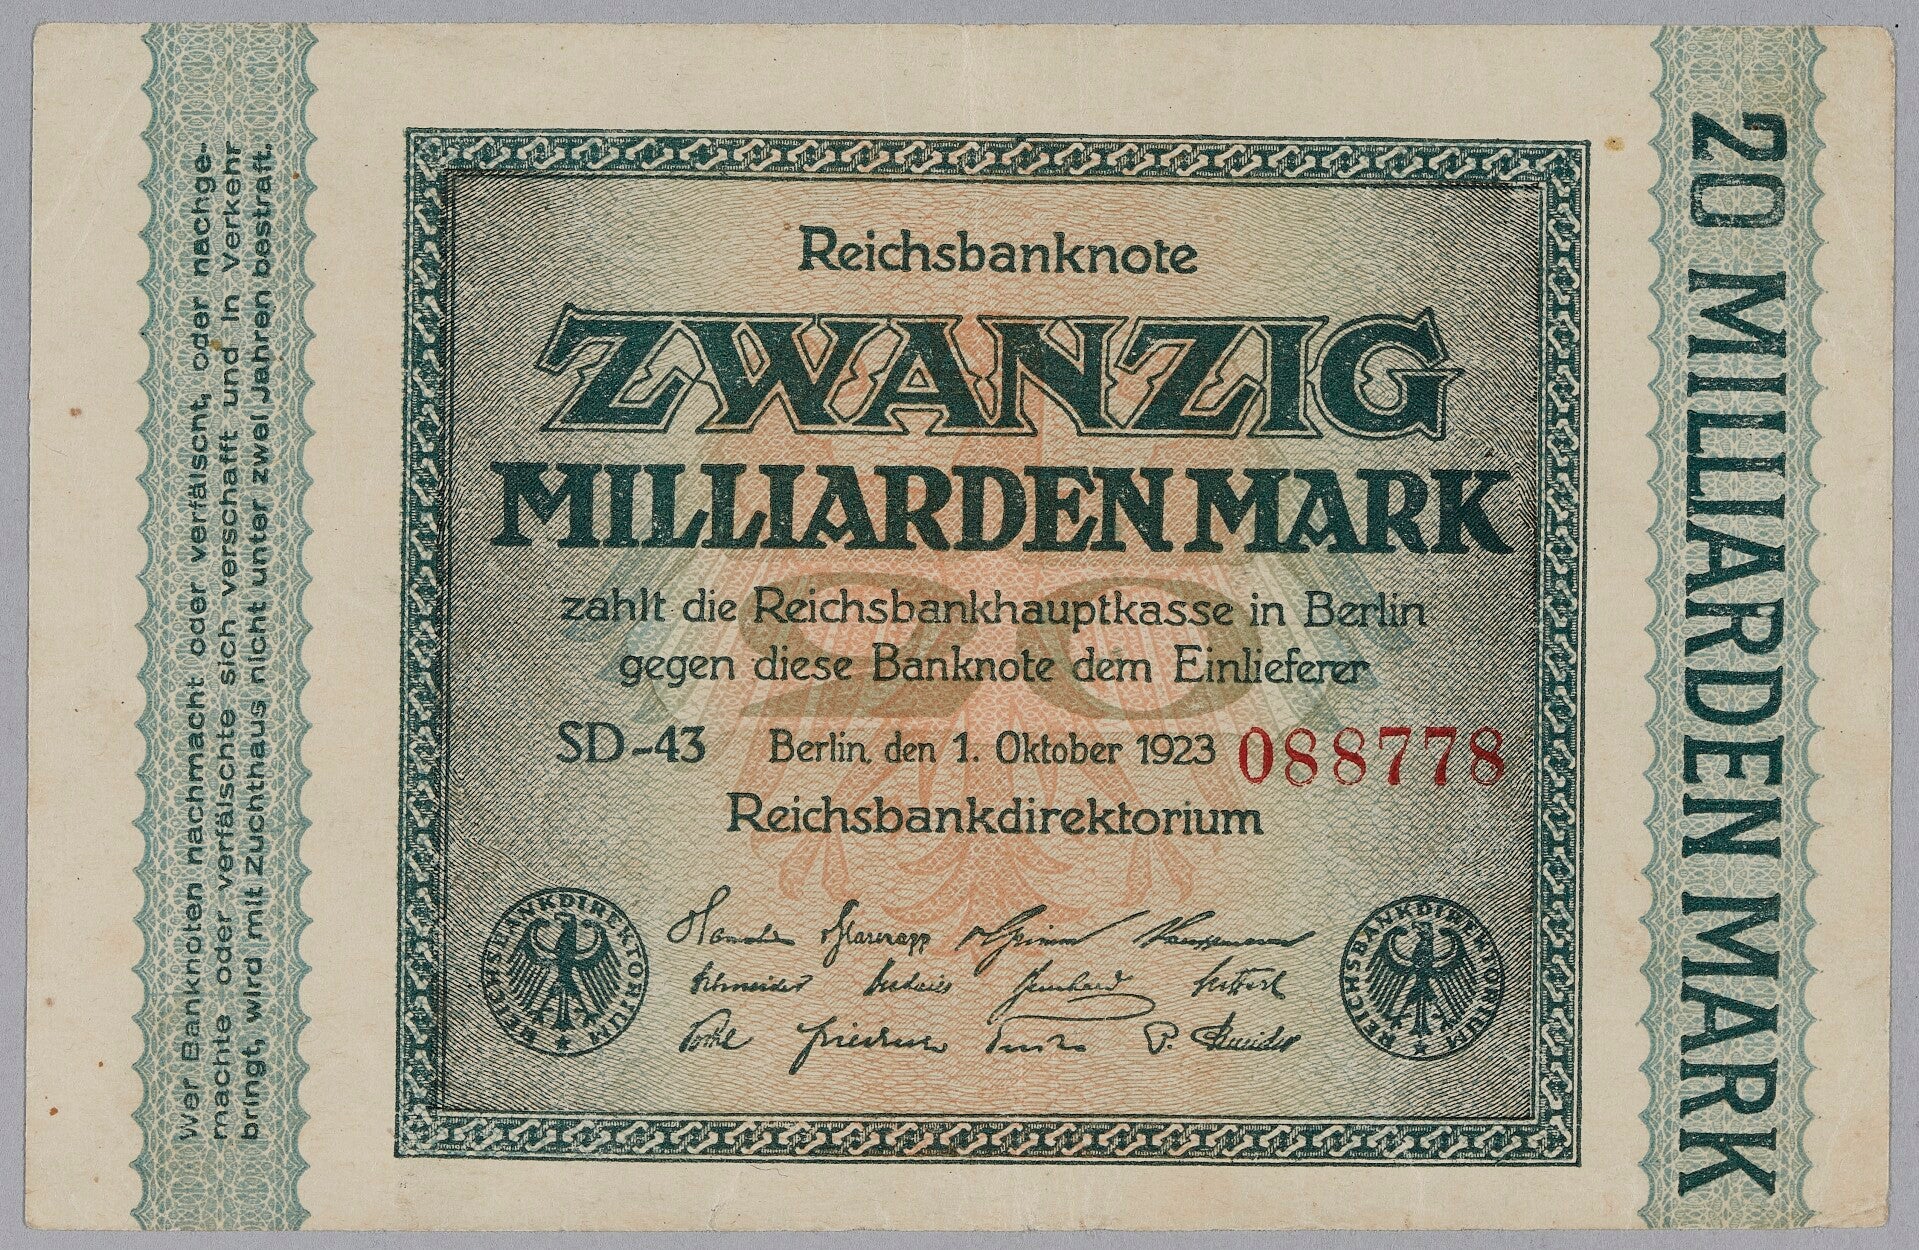 Wer Banknoten nachmacht oder verfälscht, oder nachge-
machte oder verfälschte sich verschafft und in Verkehr
bringt, wird mit Zuchthaus nicht unter zwei Jahren bestraft.
Reichsbanknote
ZWANZIG
MILLIARDEN MARK
20
zahlt die Reichsbankhauptkasse in Berlin
gegen diese Banknote dem Einlieferer
SD-43 Berlin, den 1. Oktober 1923 088778
Reichsbankdirektorium
REICHSBANKDIREKTORIUM
REICHSBANKDIREKTORIUM
P. Schneider
20 MILLIARDEN MARK